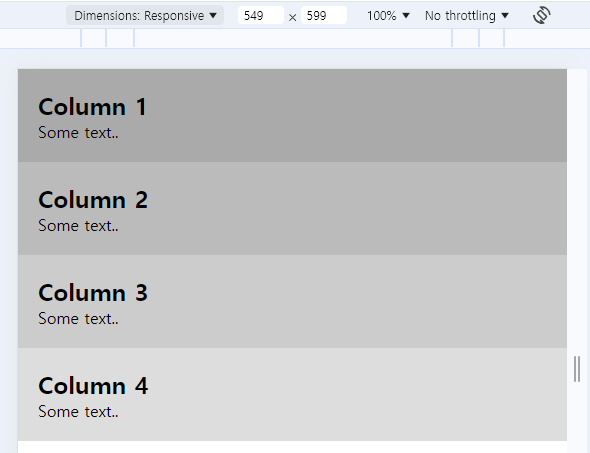 Dimensions: Responsive ▼ 549 × 599 100% ▼ No throttling ▼
Column 1
Some text..
Column 2
Some text..
Column 3
Some text..
Column 4
Some text..